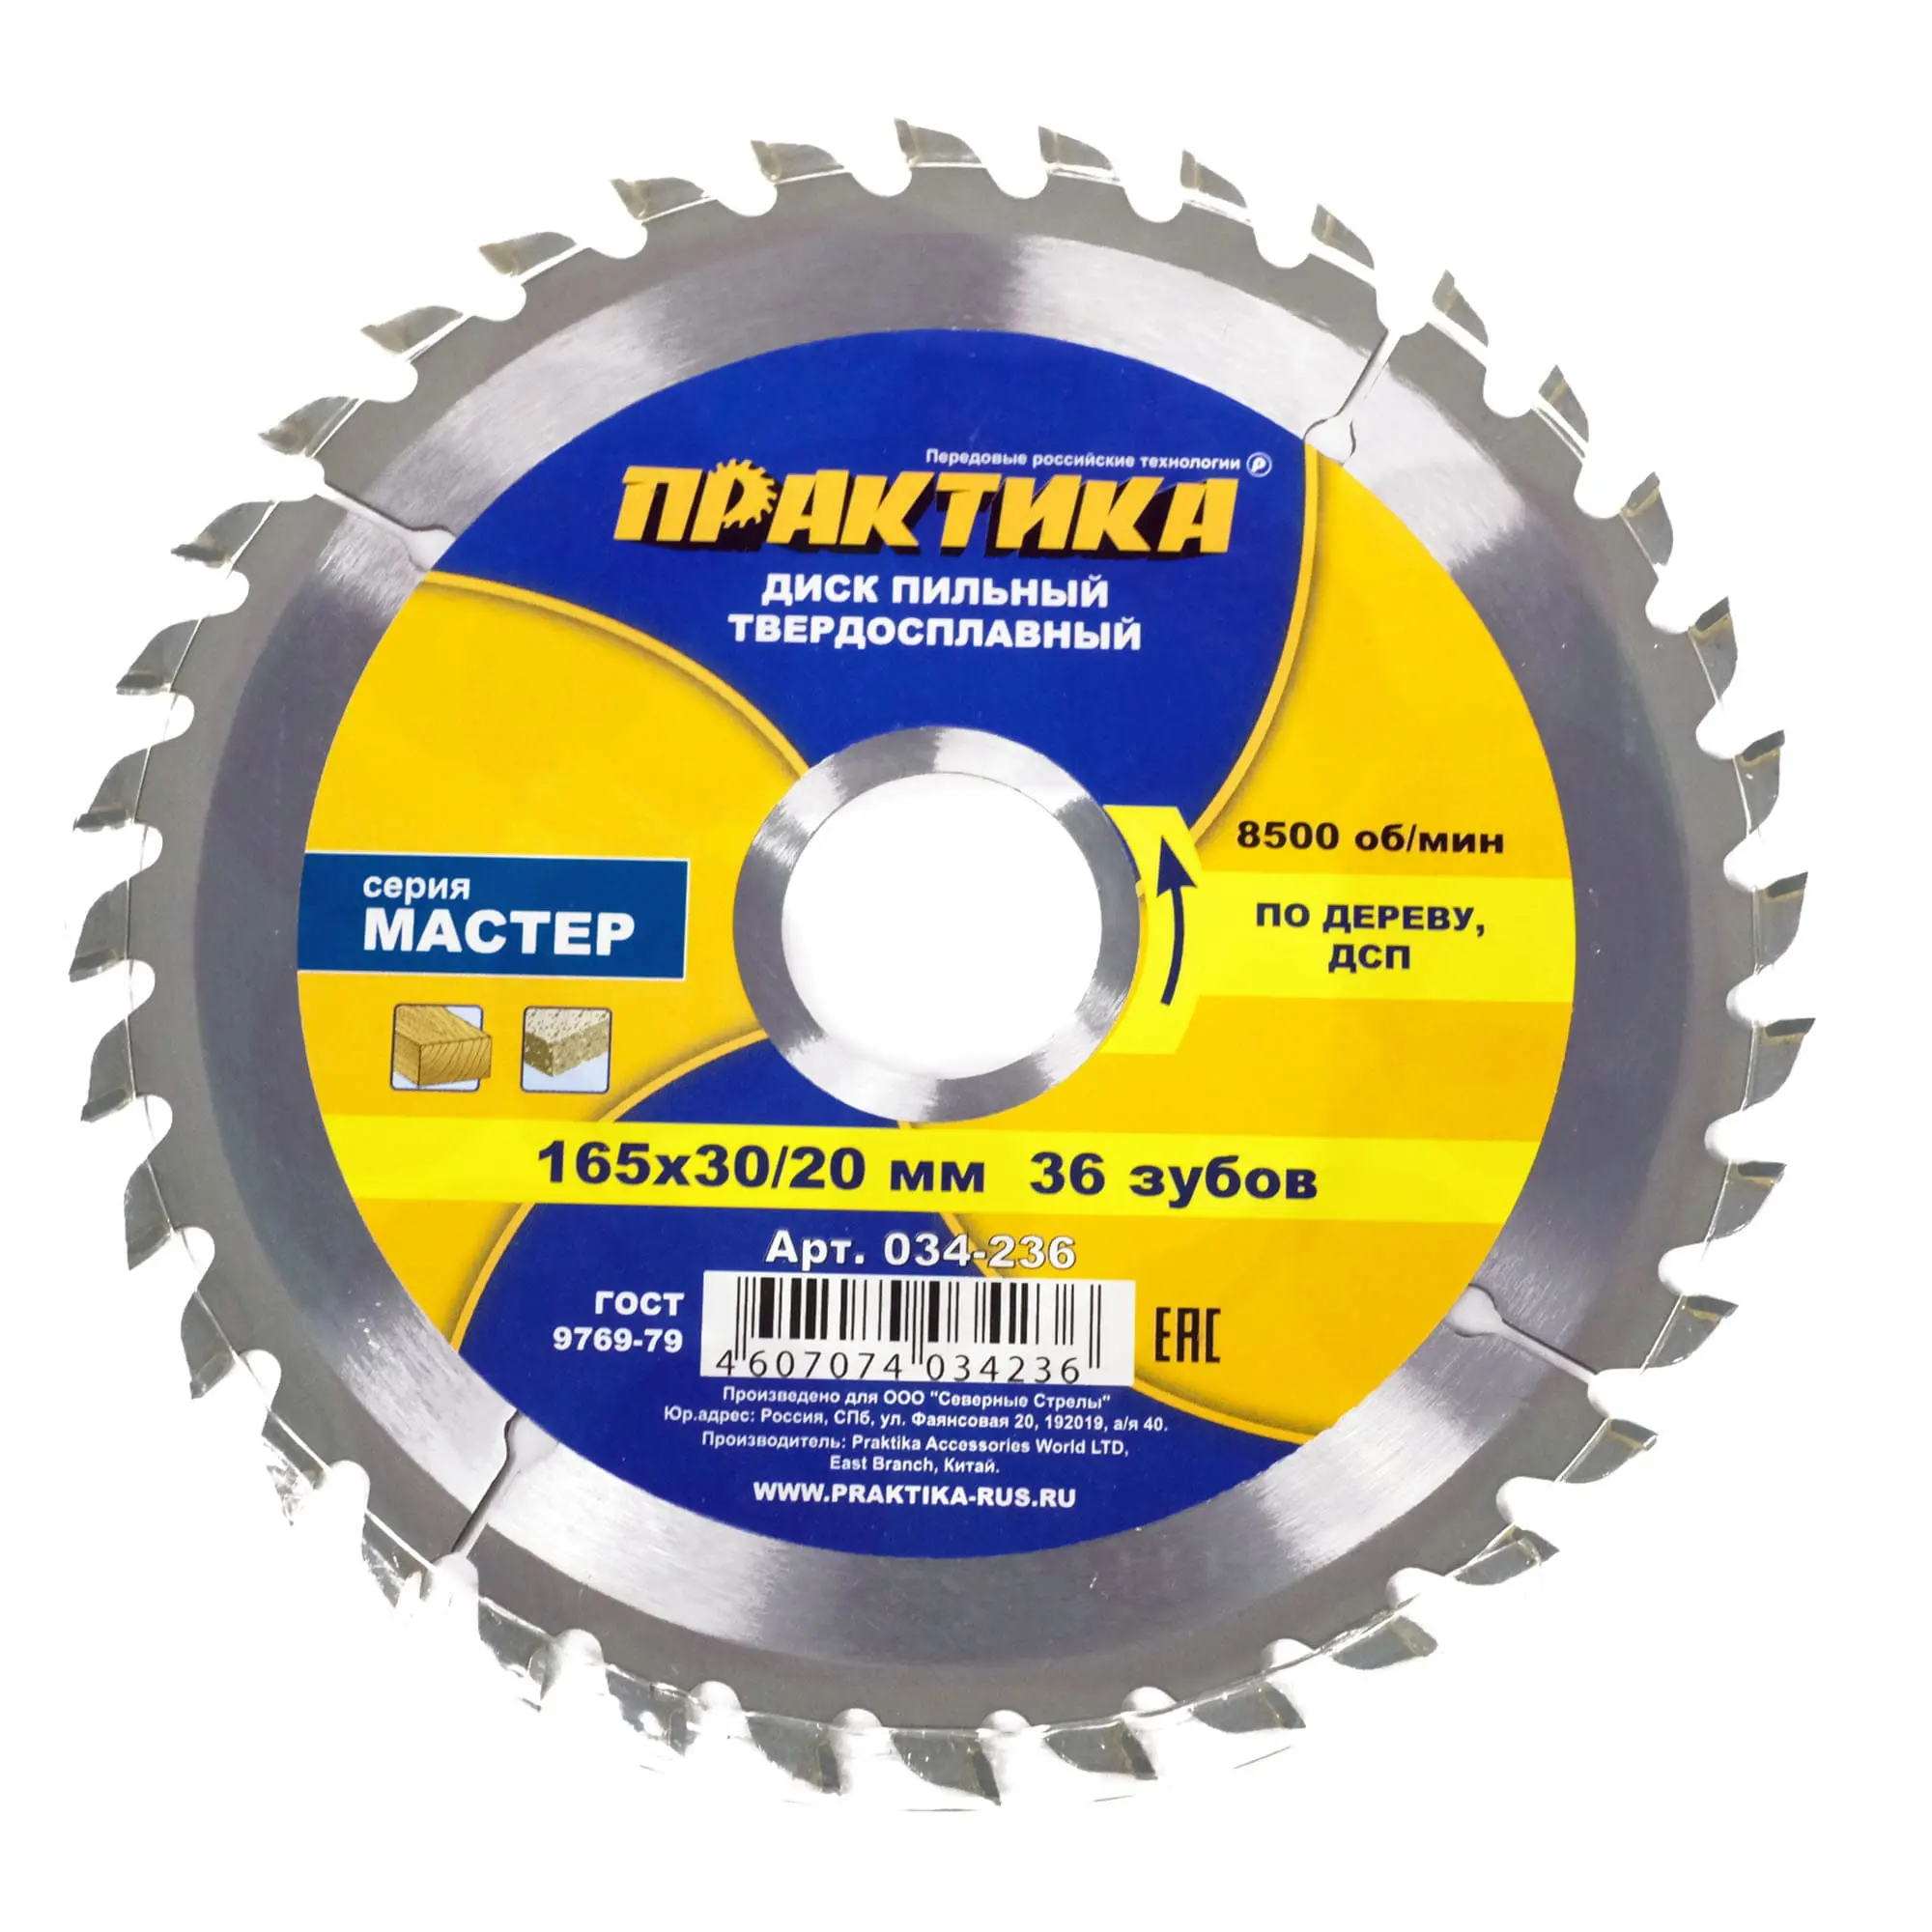 Передовые российские технологии
ПРАКТИКА
ДИСК ПИЛЬНЫЙ
ТВЕРДОСПЛАВНЫЙ
8500 об/мин
ПО ДЕРЕВУ,
ДСП
серия
МАСТЕР
165х30/20 мм 36 зубов
Арт. 034-236
ГОСТ
9769-79
4 607074 034236
ЕАС
Произведено для ООО "Северные Стрелы"
Юр.адрес: Россия, СПб, ул. Фаянсовая 20, 192019, а/я 40.
Производитель: Praktika Accessories World LTD,
East Branch, Китай.
WWW.PRAKTIKA-RUS.RU